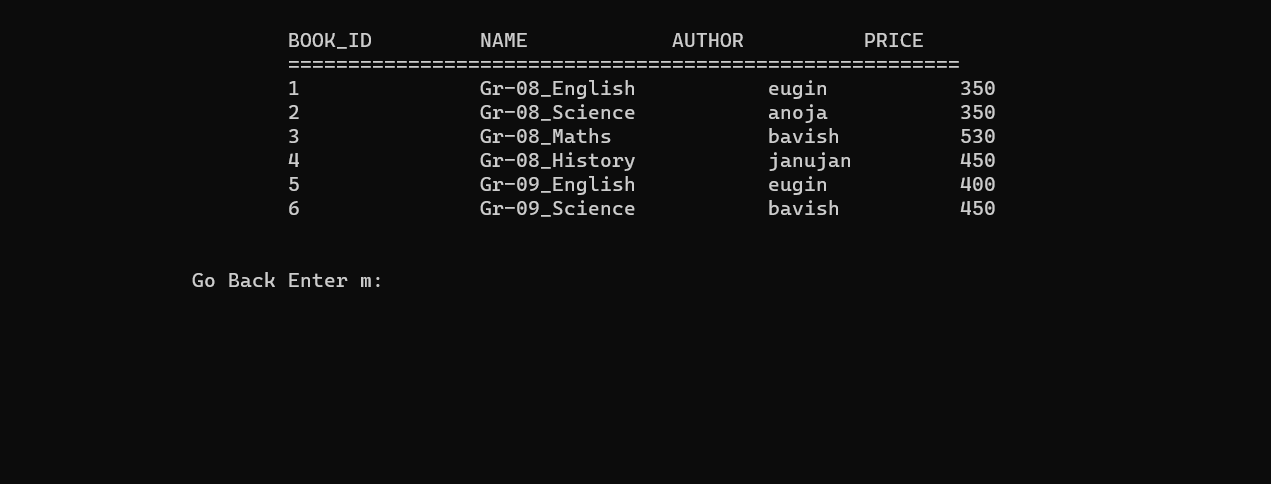 BOOK_ID NAME AUTHOR PRICE
========================================================
1 Gr-08_English eugin 350
2 Gr-08_Science anoja 350
3 Gr-08_Maths bavish 530
4 Gr-08_History janujan 450
5 Gr-09_English eugin 400
6 Gr-09_Science bavish 450
Go Back Enter m: